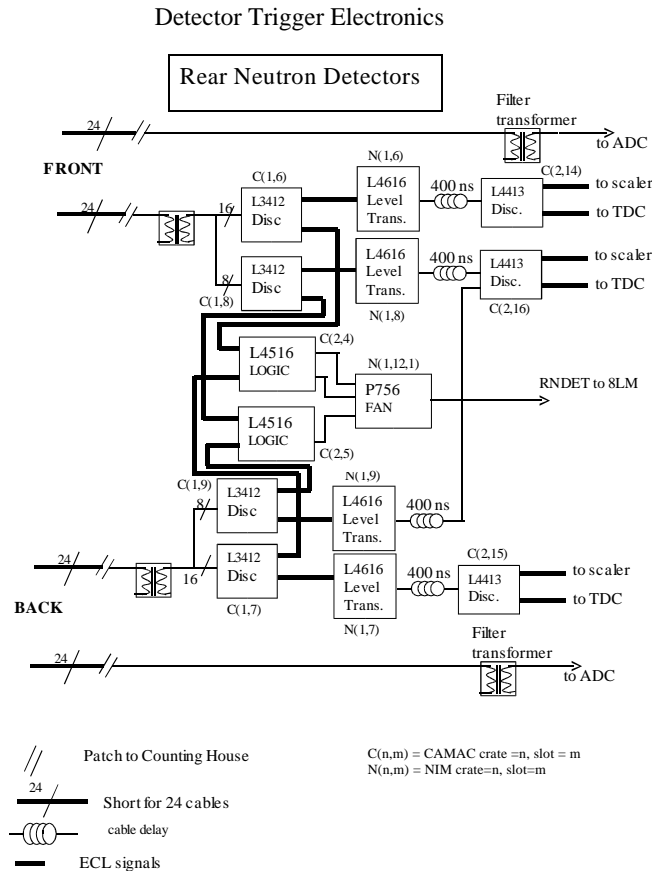 Detector Trigger Electronics
Rear Neutron Detectors
Filter
transformer
24
to ADC
FRONT
N(1,6)
C(1,6)
C(2,14)
24
16
L3412
Disc
L4616
Level
Trans.
400 ns
L4413
Disc.
to scaler
to TDC
8
L3412
Disc
C(1,8)
L4616
Level
Trans.
N(1,8)
400 ns
L4413
Disc.
C(2,16)
to scaler
to TDC
L4516
LOGIC
C(2,4)
N(1,12,1)
P756
FAN
RNDET to 8LM
L4516
LOGIC
C(2,5)
C(1,9)
8
L3412
Disc
N(1,9)
L4616
Level
Trans.
400 ns
24
16
L3412
Disc
C(1,7)
L4616
Level
Trans.
N(1,7)
400 ns
C(2,15)
L4413
Disc.
to scaler
to TDC
BACK
Filter
transformer
24
to ADC
Patch to Counting House
C(n,m) = CAMAC crate =n, slot = m
N(n,m) = NIM crate=n, slot=m
24
Short for 24 cables
cable delay
ECL signals